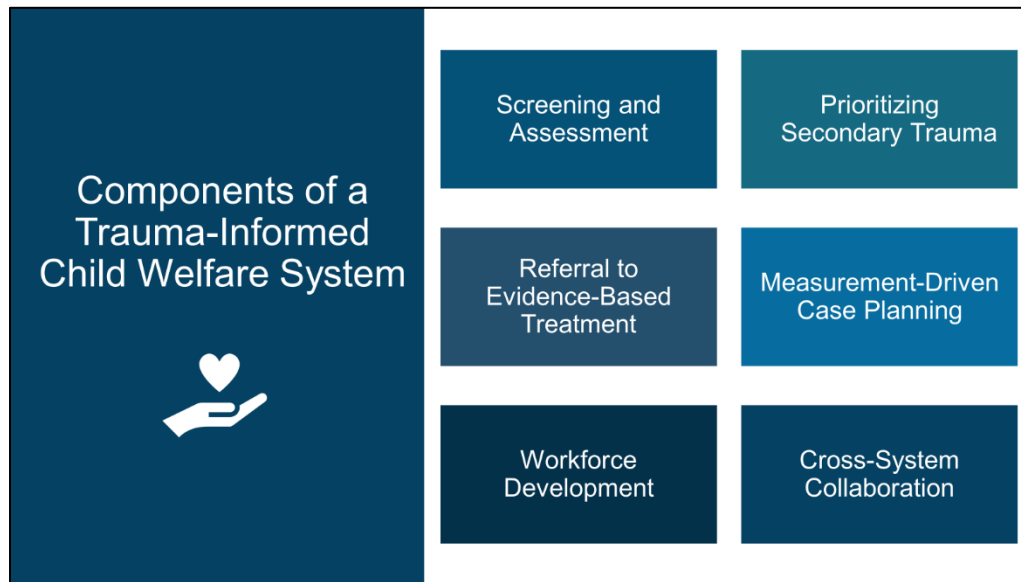 Components of a
Trauma-Informed
Child Welfare System
Screening and
Assessment
Prioritizing
Secondary Trauma
Referral to
Evidence-Based
Treatment
Measurement-Driven
Case Planning
Workforce
Development
Cross-System
Collaboration